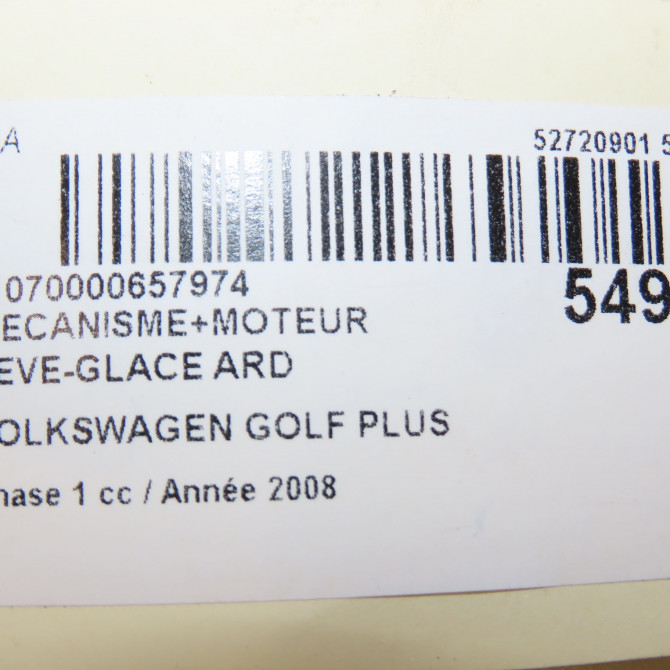 A 52720901 5
070000657974 549
ECANISME+MOTEUR
EVE-GLACE ARD
OLKSWAGEN GOLF PLUS
hase 1 cc / Année 2008